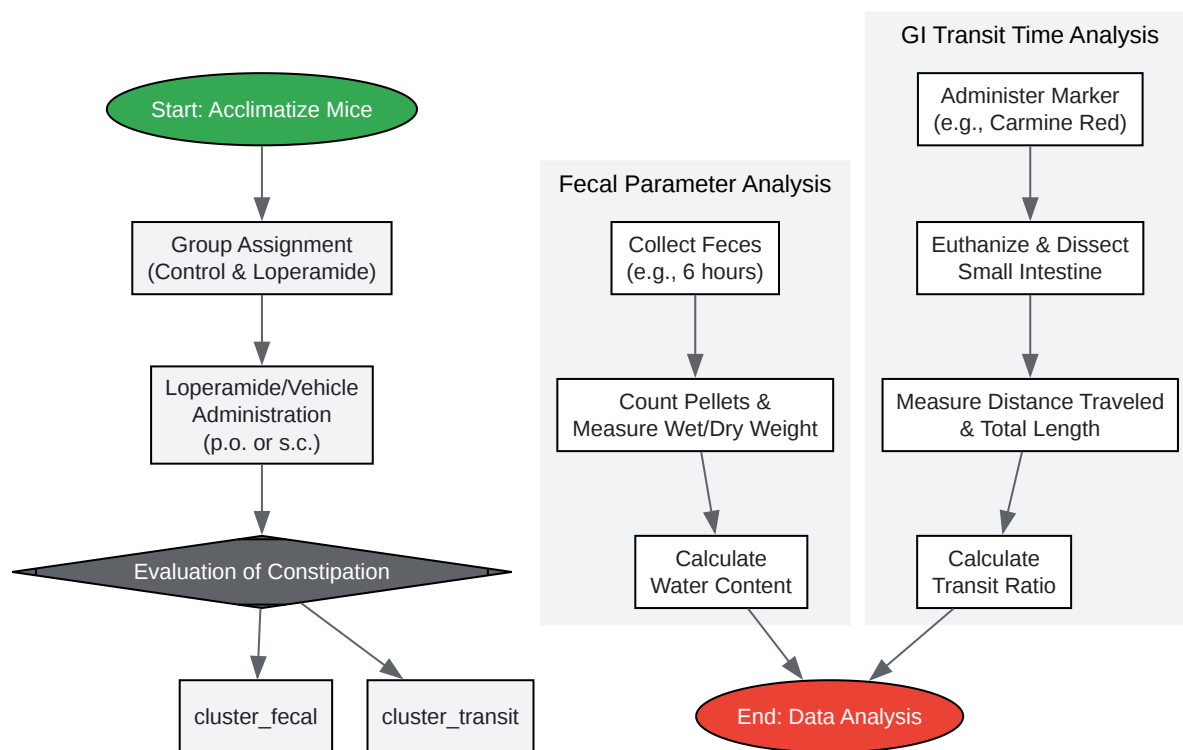 Start: Acclimatize Mice
Group Assignment
(Control & Loperamide)
Loperamide/Vehicle
Administration
(p.o. or s.c.)
Evaluation of Constipation
cluster_fecal
cluster_transit
Fecal Parameter Analysis
Collect Feces
(e.g., 6 hours)
Count Pellets &
Measure Wet/Dry Weight
Calculate
Water Content
GI Transit Time Analysis
Administer Marker
(e.g., Carmine Red)
Euthanize & Dissect
Small Intestine
Measure Distance Traveled
& Total Length
Calculate
Transit Ratio
End: Data Analysis